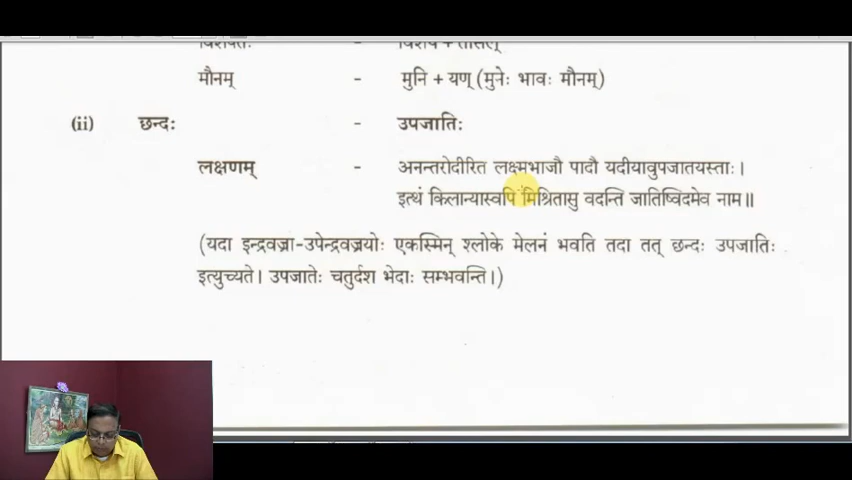 मौनम् - मुनि + यण् (मुनेः भावः मौनम्)
(ii) छन्दः - उपजातिः
लक्षणम् - अनन्तरोदीरित लक्ष्मभाजौ पादौ यदीयावुपजातयस्ताः।
इत्थं किलान्यास्वपि मिश्रितासु वदन्ति जातिष्विदमेव नाम॥
(यदा इन्द्रवज्रा-उपेन्द्रवज्रयोः एकस्मिन् श्लोके मेलनं भवति तदा तत् छन्दः उपजातिः
इत्युच्यते। उपजातेः चतुर्दश भेदाः सम्भवन्ति।)